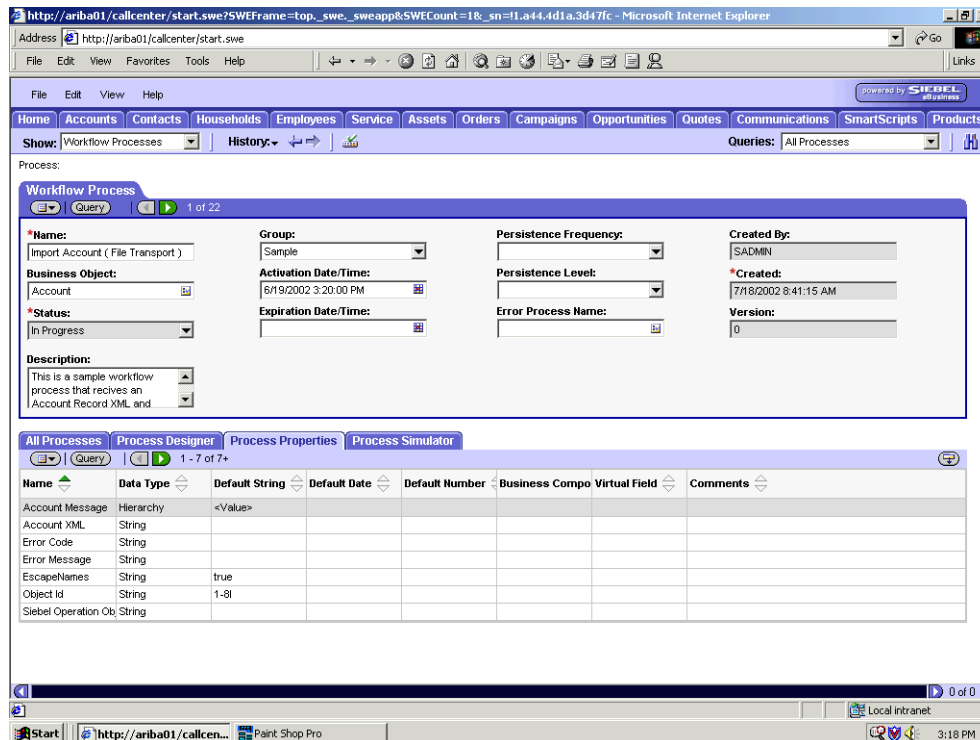 http://ariba01/callcenter/start.swe?SWEFrame=top._swe._sweapp&SWECount=1&_sn=!1.a44.4d1a.3d47fc - Microsoft Internet Explorer
Address http://ariba01/callcenter/start.swe Go
File Edit View Favorites Tools Help Links
File Edit View Help powered by SIEBEL eBusiness
Home Accounts Contacts Households Employees Service Assets Orders Campaigns Opportunities Quotes Communications SmartScripts Products
Show: Workflow Processes History: Queries: All Processes
Process:
Workflow Process
Query 1 of 22
*Name: Group: Persistence Frequency: Created By:
Import Account ( File Transport ) Sample SADMIN
Business Object: Activation Date/Time: Persistence Level: *Created:
Account 6/19/2002 3:20:00 PM 7/18/2002 8:41:15 AM
*Status: Expiration Date/Time: Error Process Name: Version:
In Progress 0
Description:
This is a sample workflow
process that recives an
Account Record XML and
All Processes Process Designer Process Properties Process Simulator
Query 1 - 7 of 7+
Name Data Type Default String Default Date Default Number Business Compo Virtual Field Comments
Account Message Hierarchy <Value>
Account XML String
Error Code String
Error Message String
EscapeNames String true
Object Id String 1-8I
Siebel Operation Ob String
0 of 0
Local intranet
Start http://ariba01/callcen... Paint Shop Pro 3:18 PM